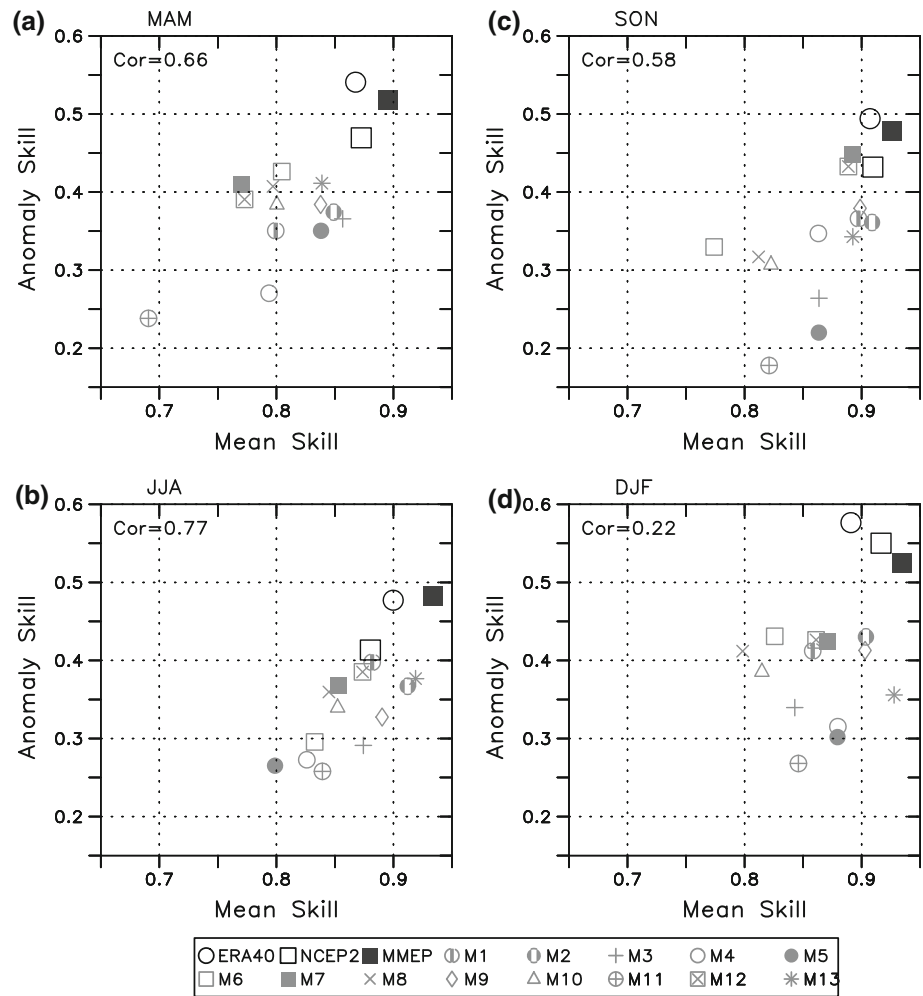 (a) MAM
0.6
Cor=0.66
0.5
0.4
0.3
0.2
Anomaly Skill
0.7 0.8 0.9
Mean Skill
(c) SON
0.6
Cor=0.58
0.5
0.4
0.3
0.2
Anomaly Skill
0.7 0.8 0.9
Mean Skill
(b) JJA
0.6
Cor=0.77
0.5
0.4
0.3
0.2
Anomaly Skill
0.7 0.8 0.9
Mean Skill
(d) DJF
0.6
Cor=0.22
0.5
0.4
0.3
0.2
Anomaly Skill
0.7 0.8 0.9
Mean Skill
ERA40 NCEP2 MMEP M1 M2 M3 M4 M5
M6 M7 M8 M9 M10 M11 M12 M13